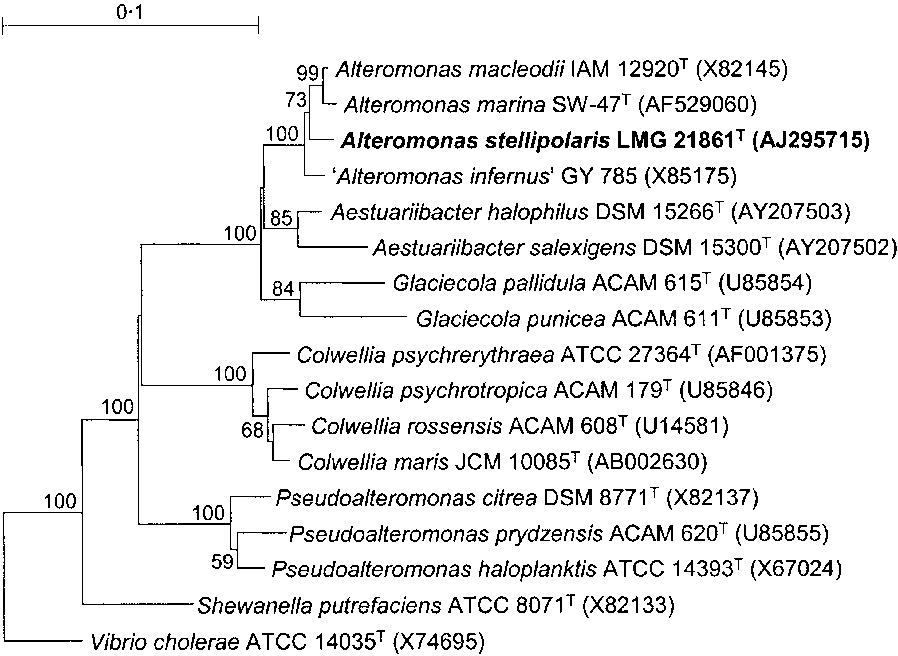 0·1
99 Alteromonas macleodii IAM 12920ᵀ (X82145)
Alteromonas marina SW-47ᵀ (AF529060)
73
100
Alteromonas stellipolaris LMG 21861ᵀ (AJ295715)
‘Alteromonas infernus’ GY 785 (X85175)
85 Aestuariibacter halophilus DSM 15266ᵀ (AY207503)
100
Aestuariibacter salexigens DSM 15300ᵀ (AY207502)
84 Glaciecola pallidula ACAM 615ᵀ (U85854)
Glaciecola punicea ACAM 611ᵀ (U85853)
Colwellia psychrerythraea ATCC 27364ᵀ (AF001375)
100
Colwellia psychrotropica ACAM 179ᵀ (U85846)
100
68 Colwellia rossensis ACAM 608ᵀ (U14581)
Colwellia maris JCM 10085ᵀ (AB002630)
100
Pseudoalteromonas citrea DSM 8771ᵀ (X82137)
100
Pseudoalteromonas prydzensis ACAM 620ᵀ (U85855)
59 Pseudoalteromonas haloplanktis ATCC 14393ᵀ (X67024)
Shewanella putrefaciens ATCC 8071ᵀ (X82133)
Vibrio cholerae ATCC 14035ᵀ (X74695)